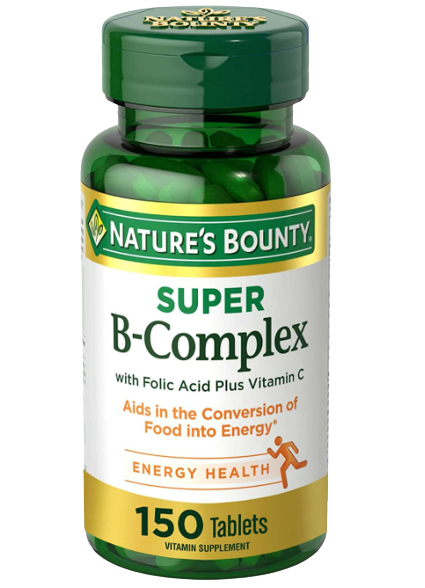 NATURE'S
BOUNTY
NATURE'S BOUNTY®
SUPER
B-Complex
with Folic Acid Plus Vitamin C
Aids in the Conversion of
Food into Energy*
ENERGY HEALTH
150 Tablets
VITAMIN SUPPLEMENT